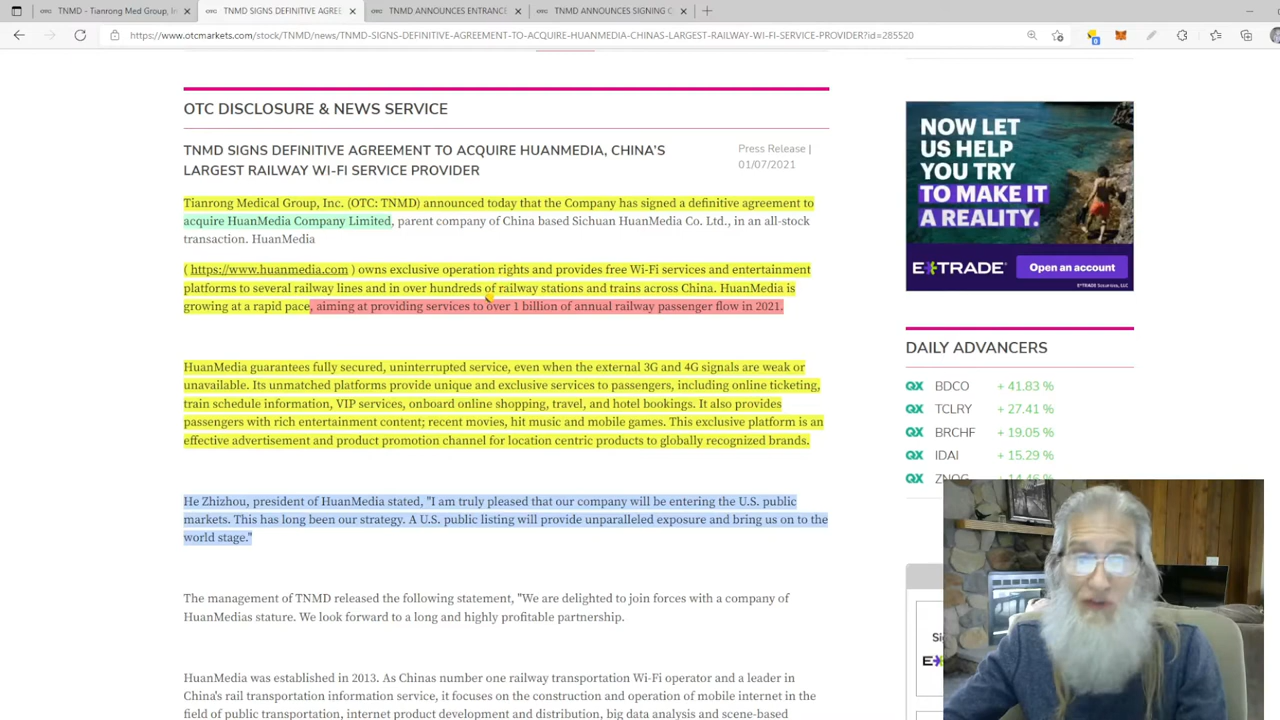 TNMD - Tianrong Med Group, In
TNMD SIGNS DEFINITIVE AGREE
TNMD ANNOUNCES ENTRANCE
TNMD ANNOUNCES SIGNING
https://www.otcmarkets.com/stock/TNMD/news/TNMD-SIGNS-DEFINITIVE-AGREEMENT-TO-ACQUIRE-HUANMEDIA-CHINAS-LARGEST-RAILWAY-WI-FI-SERVICE-PROVIDER?id=285520
OTC DISCLOSURE & NEWS SERVICE
TNMD SIGNS DEFINITIVE AGREEMENT TO ACQUIRE HUANMEDIA, CHINA'S
LARGEST RAILWAY WI-FI SERVICE PROVIDER
Press Release |
01/07/2021
Tianrong Medical Group, Inc. (OTC: TNMD) announced today that the Company has signed a definitive agreement to
acquire HuanMedia Company Limited, parent company of China based Sichuan HuanMedia Co. Ltd., in an all-stock
transaction. HuanMedia
( https://www.huanmedia.com ) owns exclusive operation rights and provides free Wi-Fi services and entertainment
platforms to several railway lines and in over hundreds of railway stations and trains across China. HuanMedia is
growing at a rapid pace, aiming at providing services to over 1 billion of annual railway passenger flow in 2021.
HuanMedia guarantees fully secured, uninterrupted service, even when the external 3G and 4G signals are weak or
unavailable. Its unmatched platforms provide unique and exclusive services to passengers, including online ticketing,
train schedule information, VIP services, onboard online shopping, travel, and hotel bookings. It also provides
passengers with rich entertainment content; recent movies, hit music and mobile games. This exclusive platform is an
effective advertisement and product promotion channel for location centric products to globally recognized brands.
He Zhizhou, president of HuanMedia stated, "I am truly pleased that our company will be entering the U.S. public
markets. This has long been our strategy. A U.S. public listing will provide unparalleled exposure and bring us on to the
world stage."
The management of TNMD released the following statement, "We are delighted to join forces with a company of
HuanMedias stature. We look forward to a long and highly profitable partnership.
HuanMedia was established in 2013. As Chinas number one railway transportation Wi-Fi operator and a leader in
China's rail transportation information service, it focuses on the construction and operation of mobile internet in the
field of public transportation, internet product development and distribution, big data analysis and scene-based
NOW LET
US HELP
YOU TRY
TO MAKE IT
A REALITY.
E*TRADE
Open an account
E*TRADE Securities, LLC
DAILY ADVANCERS
QX BDCO + 41.83 %
QX TCLRY + 27.41 %
QX BRCHF + 19.05 %
QX IDAI + 15.29 %
QX ZNOG + 14.46 %